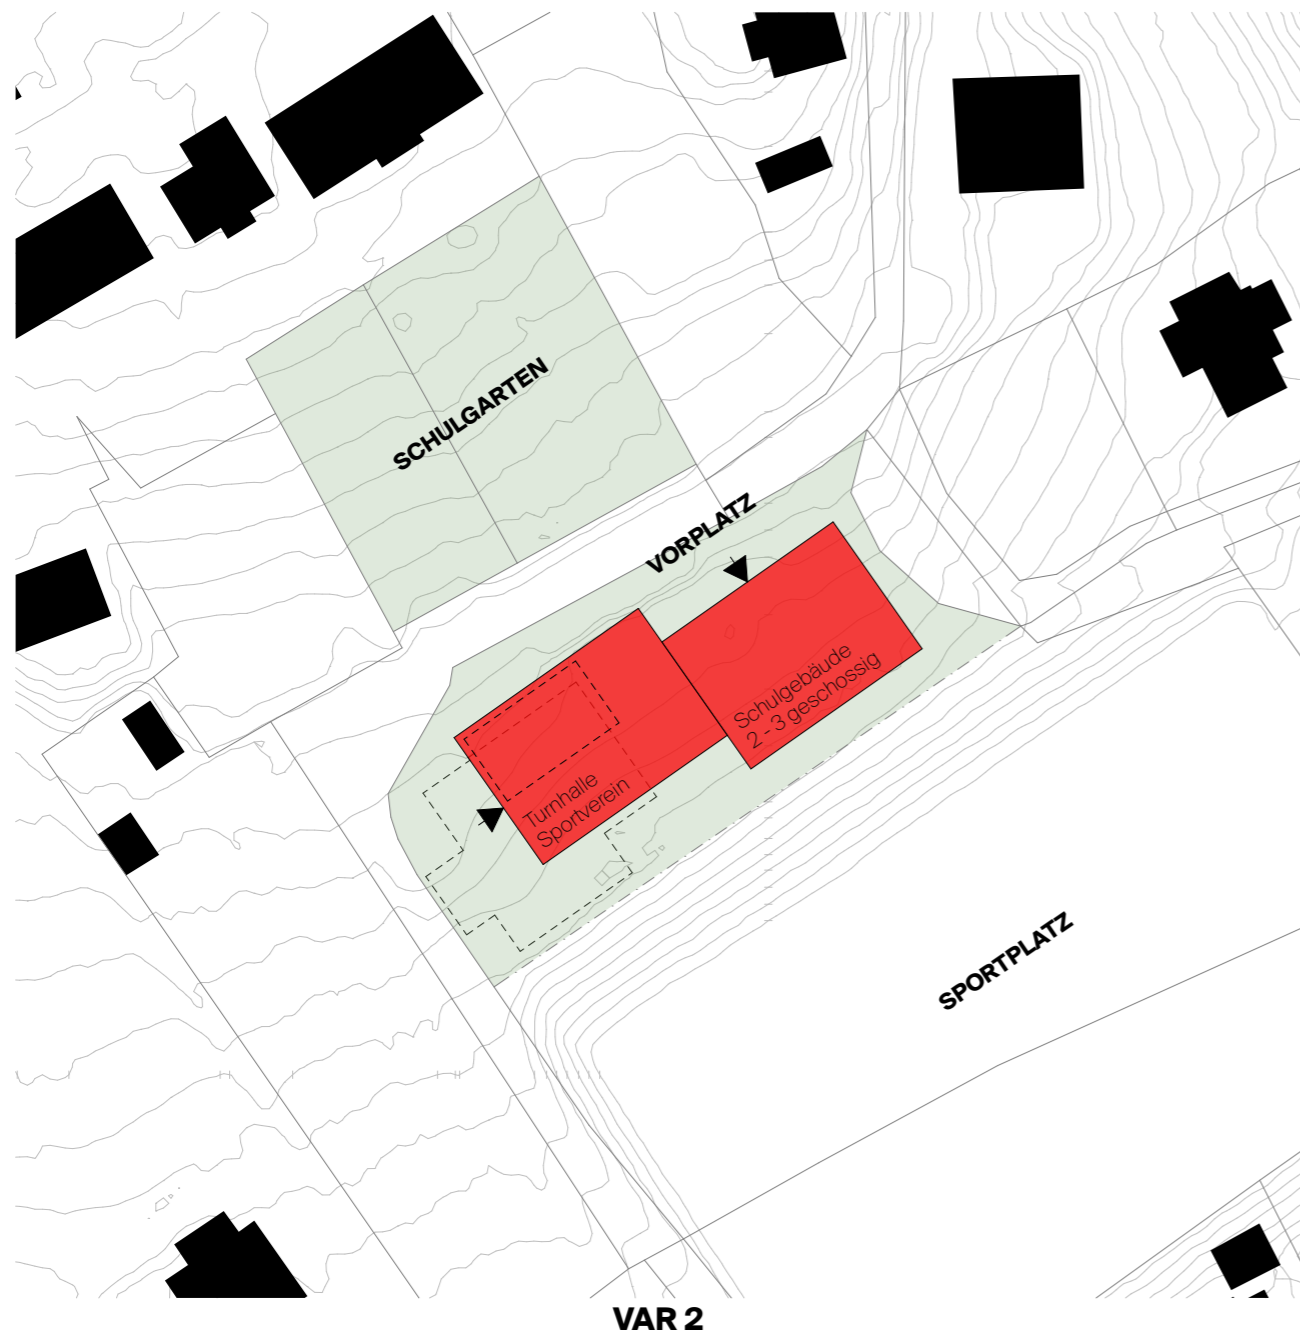 SCHULGARTEN
VORPLATZ
Schulgebäude
2 - 3 geschossig
Turnhalle
Sportverein
SPORTPLATZ
VAR 2